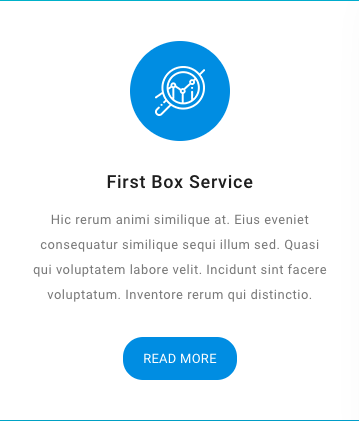 First Box Service
Hic rerum animi similique at. Eius eveniet
consequatur similique sequi illum sed. Quasi
qui voluptatem labore velit. Incidunt sint facere
voluptatum. Inventore rerum qui distinctio.
READ MORE